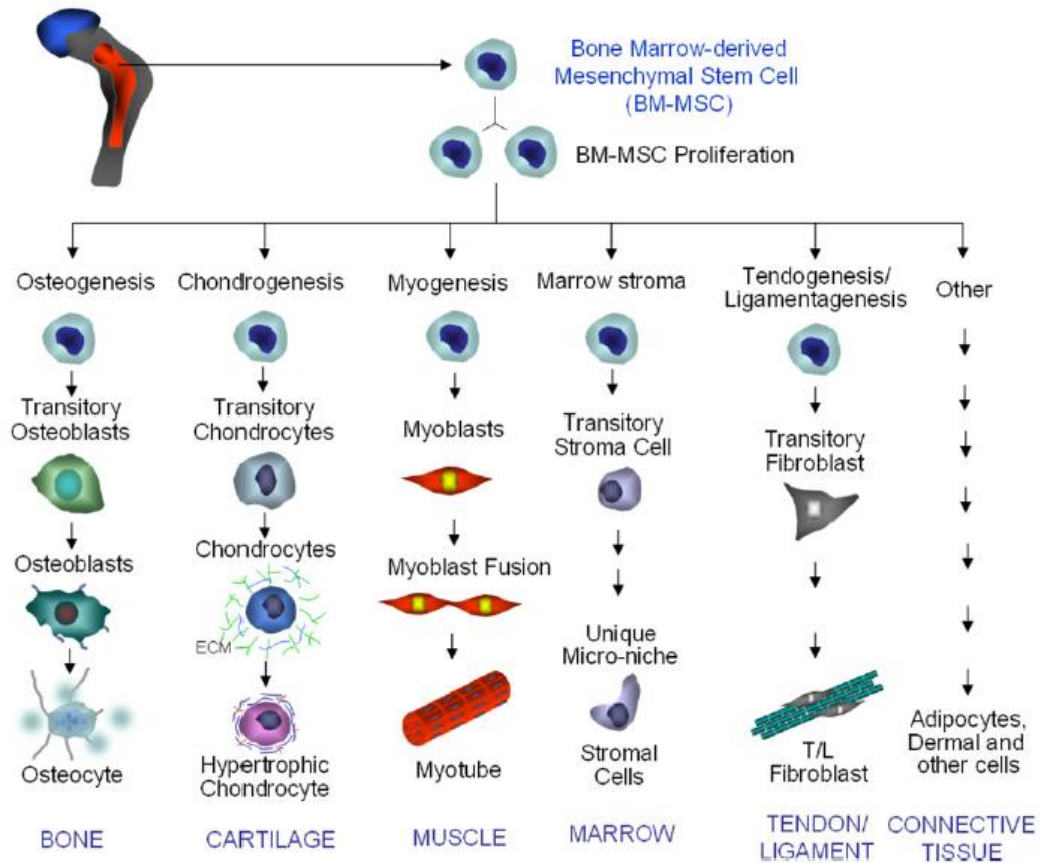 Bone Marrow-derived
Mesenchymal Stem Cell
(BM-MSC)
BM-MSC Proliferation
Osteogenesis
Chondrogenesis
Myogenesis
Marrow stroma
Tendogenesis/
Ligamentagenesis
Other
Transitory
Osteoblasts
Transitory
Chondrocytes
Myoblasts
Transitory
Stroma Cell
Transitory
Fibroblast
Osteoblasts
Chondrocytes
Myoblast Fusion
ECM
Unique
Micro-niche
Osteocyte
Hypertrophic
Chondrocyte
Myotube
Stromal
Cells
T/L
Fibroblast
Adipocytes,
Dermal and
other cells
BONE
CARTILAGE
MUSCLE
MARROW
TENDON/
LIGAMENT
CONNECTIVE
TISSUE